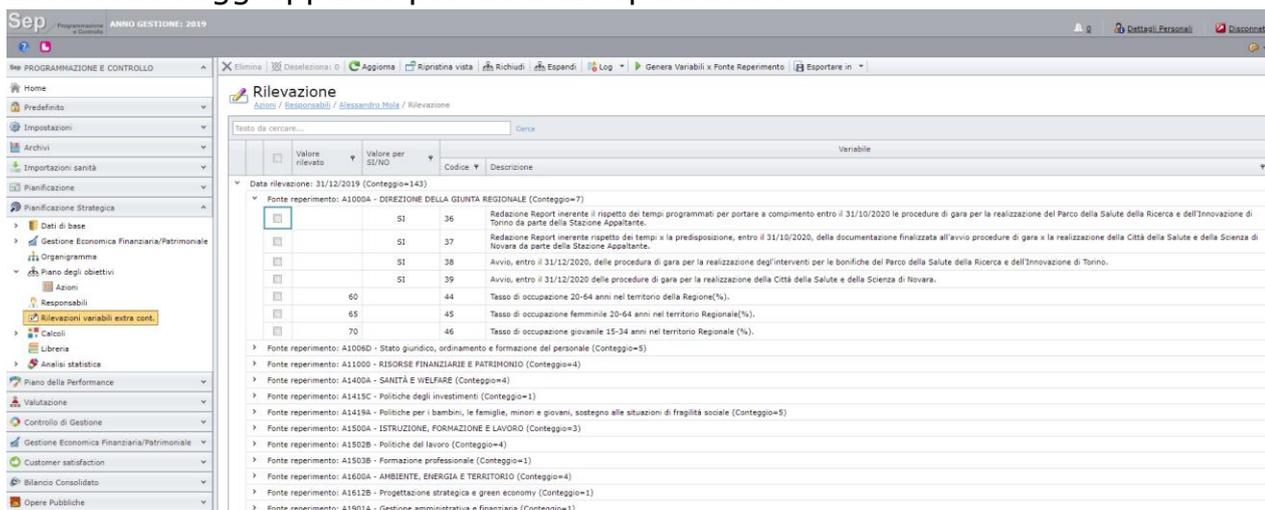 Sep Programmazione e Controllo ANNO GESTIONE: 2019
0 Dettagli Personali Disconnet
Sep PROGRAMMAZIONE E CONTROLLO
Home
Predefinito
Impostazioni
Archivi
Importazioni sanità
Pianificazione
Pianificazione Strategica
Dati di base
Gestione Economica Finanziaria/Patrimoniale
Organigramma
Piano degli obiettivi
Azioni
Responsabili
Rilevazioni variabili extra cont.
Calcoli
Libreria
Analisi statistica
Piano della Performance
Valutazione
Controllo di Gestione
Gestione Economica Finanziaria/Patrimoniale
Customer satisfaction
Bilancio Consolidato
Opere Pubbliche
Elimina Deseleziona: 0 Aggiorna Ripristina vista Richiudi Espandi Log Genera Variabili x Fonte Reperimento Esportare in
Rilevazione
Azioni / Responsabili / Alessandro Mola / Rilevazione
Testo da cercare... Cerca
Valore rilevato Valore per SI/NO Variabile
Codice Descrizione
Data rilevazione: 31/12/2019 (Conteggio=143)
Fonte reperimento: A1000A - DIREZIONE DELLA GIUNTA REGIONALE (Conteggio=7)
SI 36 Redazione Report inerente il rispetto dei tempi programmati per portare a compimento entro il 31/10/2020 le procedure di gara per la realizzazione del Parco della Salute della Ricerca e dell'Innovazione di
Torino da parte della Stazione Appaltante.
SI 37 Redazione Report inerente rispetto dei tempi x la predisposizione, entro il 31/10/2020, della documentazione finalizzata all'avvio procedure di gara x la realizzazione della Città della Salute e della Scienza di
Novara da parte della Stazione Appaltante.
SI 38 Avvio, entro il 31/12/2020, delle procedura di gara per la realizzazione degl'interventi per le bonifiche del Parco della Salute della Ricerca e dell'Innovazione di Torino.
SI 39 Avvio, entro il 31/12/2020 delle procedure di gara per la realizzazione della Città della Salute e della Scienza di Novara.
60 44 Tasso di occupazione 20-64 anni nel territorio della Regione(%).
65 45 Tasso di occupazione femminile 20-64 anni nel territorio Regionale(%).
70 46 Tasso di occupazione giovanile 15-34 anni nel territorio Regionale (%).
Fonte reperimento: A1006D - Stato giuridico, ordinamento e formazione del personale (Conteggio=5)
Fonte reperimento: A11000 - RISORSE FINANZIARIE E PATRIMONIO (Conteggio=4)
Fonte reperimento: A1400A - SANITÀ E WELFARE (Conteggio=4)
Fonte reperimento: A1415C - Politiche degli investimenti (Conteggio=1)
Fonte reperimento: A1419A - Politiche per i bambini, le famiglie, minori e giovani, sostegno alle situazioni di fragilità sociale (Conteggio=5)
Fonte reperimento: A1500A - ISTRUZIONE, FORMAZIONE E LAVORO (Conteggio=3)
Fonte reperimento: A1502B - Politiche del lavoro (Conteggio=4)
Fonte reperimento: A1503B - Formazione professionale (Conteggio=1)
Fonte reperimento: A1600A - AMBIENTE, ENERGIA E TERRITORIO (Conteggio=4)
Fonte reperimento: A1612B - Progettazione strategica e green economy (Conteggio=1)
Fonte reperimento: A1901A - Gestione amministrativa e finanziaria (Conteggio=1)